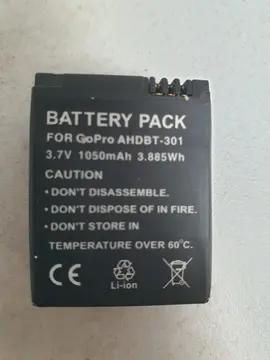 BATTERY PACK
FOR GoPro AHDBT-301
3.7V 1050mAh 3.885Wh
CAUTION
• DON'T DISASSEMBLE.
• DON'T DISPOSE OF IN FIRE.
• DON'T STORE IN
TEMPERATURE OVER 60°C.
CE
Li-ion